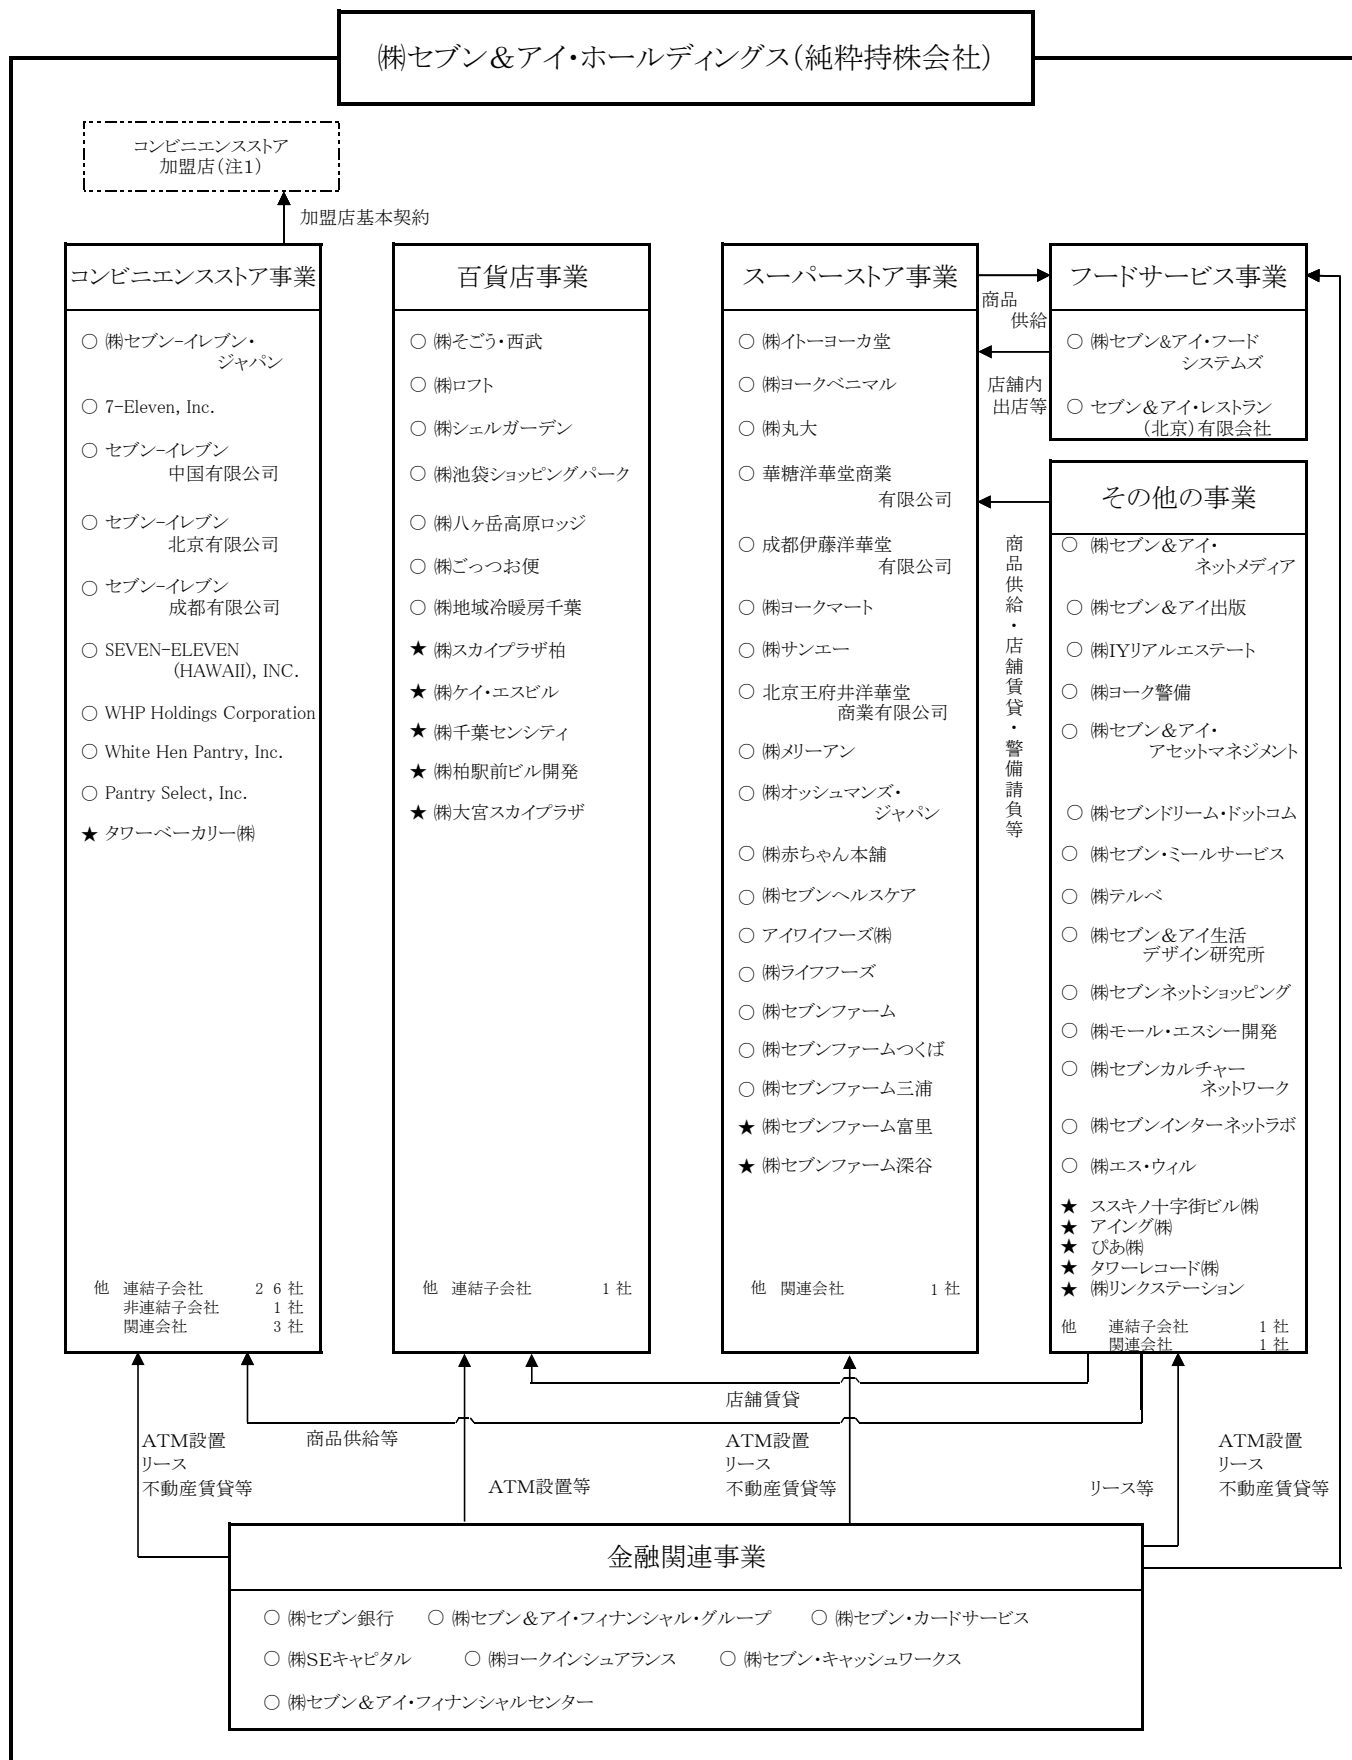 ㈱セブン＆アイ・ホールディングス（純粋持株会社）
コンビニエンスストア
加盟店（注1）
加盟店基本契約
コンビニエンスストア事業
○ ㈱セブン-イレブン・
ジャパン
○ 7-Eleven, Inc.
○ セブン-イレブン
中国有限公司
○ セブン-イレブン
北京有限公司
○ セブン-イレブン
成都有限公司
○ SEVEN-ELEVEN
(HAWAII), INC.
○ WHP Holdings Corporation
○ White Hen Pantry, Inc.
○ Pantry Select, Inc.
★ タワーベーカリー㈱
他 連結子会社 26社
非連結子会社 1社
関連会社 3社
百貨店事業
○ ㈱そごう・西武
○ ㈱ロフト
○ ㈱シェルガーデン
○ ㈱池袋ショッピングパーク
○ ㈱八ヶ岳高原ロッジ
○ ㈱ごっつお便
○ ㈱地域冷暖房千葉
★ ㈱スカイプラザ柏
★ ㈱ケイ・エスビル
★ ㈱千葉センシティ
★ ㈱柏駅前ビル開発
★ ㈱大宮スカイプラザ
他 連結子会社 1社
スーパーストア事業
○ ㈱イトーヨーカ堂
○ ㈱ヨークベニマル
○ ㈱丸大
○ 華糖洋華堂商業
有限公司
○ 成都伊藤洋華堂
有限公司
○ ㈱ヨークマート
○ ㈱サンエー
○ 北京王府井洋華堂
商業有限公司
○ ㈱メリーアン
○ ㈱オッシュマンズ・
ジャパン
○ ㈱赤ちゃん本舗
○ ㈱セブンヘルスケア
○ アイワイフーズ㈱
○ ㈱ライフフーズ
○ ㈱セブンファーム
○ ㈱セブンファームつくば
○ ㈱セブンファーム三浦
★ ㈱セブンファーム富里
★ ㈱セブンファーム深谷
他 関連会社 1社
商品
供給
店舗内
出店等
商品供給・店舗賃貸・警備請負等
フードサービス事業
○ ㈱セブン&アイ・フード
システムズ
○ セブン＆アイ・レストラン
（北京）有限会社
その他の事業
○ ㈱セブン＆アイ・
ネットメディア
○ ㈱セブン＆アイ出版
○ ㈱IYリアルエステート
○ ㈱ヨーク警備
○ ㈱セブン＆アイ・
アセットマネジメント
○ ㈱セブンドリーム・ドットコム
○ ㈱セブン・ミールサービス
○ ㈱テルベ
○ ㈱セブン＆アイ生活
デザイン研究所
○ ㈱セブンネットショッピング
○ ㈱モール・エスシー開発
○ ㈱セブンカルチャー
ネットワーク
○ ㈱セブンインターネットラボ
○ ㈱エス・ウィル
★ ススキノ十字街ビル㈱
★ アイング㈱
★ ぴあ㈱
★ タワーレコード㈱
★ ㈱リンクステーション
他 連結子会社 1社
関連会社 1社
店舗賃貸
商品供給等
ATM設置
リース
不動産賃貸等
ATM設置等
ATM設置
リース
不動産賃貸等
リース等
ATM設置
リース
不動産賃貸等
金融関連事業
○ ㈱セブン銀行 ○ ㈱セブン＆アイ・フィナンシャル・グループ ○ ㈱セブン・カードサービス
○ ㈱SEキャピタル ○ ㈱ヨークインシュアランス ○ ㈱セブン・キャッシュワークス
○ ㈱セブン＆アイ・フィナンシャルセンター